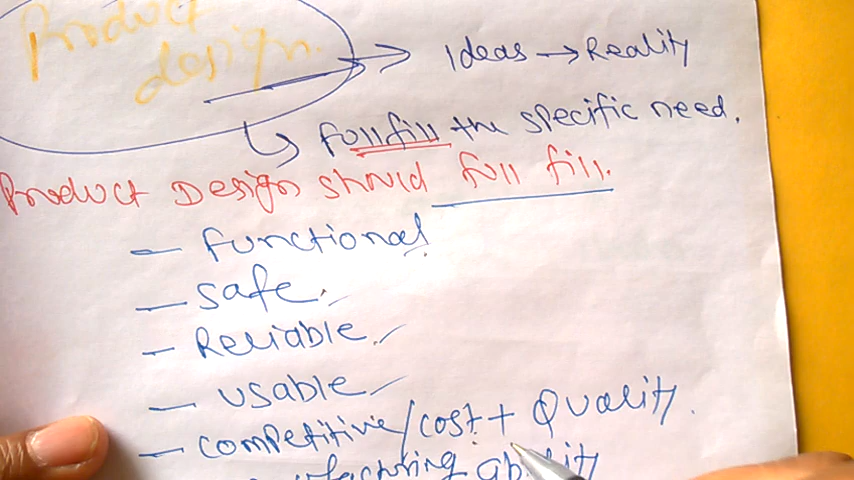 Product
design.
Ideas → Reality
fullfill the specific need.
Product Design should full fill.
– functional
– safe.
– Reliable.
– usable
– competitive/cost + Quality.
ability